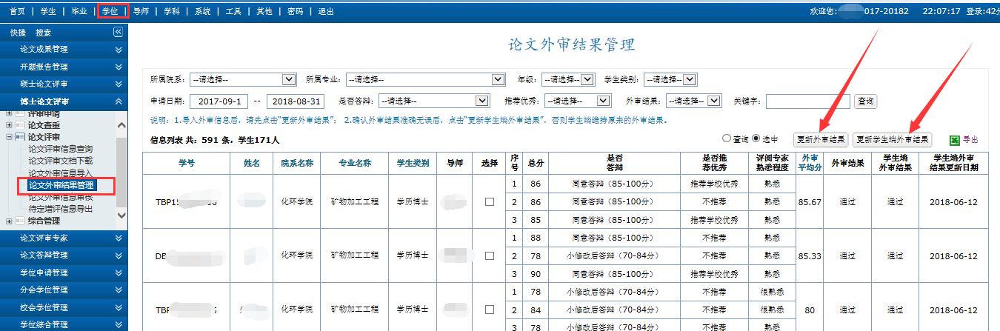 首页 | 学生 | 毕业 | 学位 | 导师 | 学科 | 系统 | 工具 | 其他 | 密码 | 退出
欢迎您: 017-20182 22:07:17 登录:42
快捷 搜索
论文成果管理
开题报告管理
硕士论文评审
博士论文评审
评审申请
论文查重
论文评审
论文评审信息查询
论文评审文档下载
论文外审信息导入
论文外审结果管理
论文外审信息审核
待定增评信息导出
综合管理
论文评审专家
论文答辩管理
学位申请管理
分会学位管理
校会学位管理
学位综合管理
论文外审结果管理
所属院系: --请选择-- 所属专业: --请选择-- 年级: --请选择-- 学生类别: --请选择--
申请日期: 2017-09-1 -- 2018-08-31 是否答辩: --请选择-- 推荐优秀: --请选择-- 外审结果: --请选择-- 关键字: 查询
说明：1.导入外审信息后，请先点击“更新外审结果”； 2.确认外审结果准确无误后，点击“更新学生端外审结果”，否则学生端维持原来的外审结果。
信息列表 共：591 条，学生171人 查询 选中 更新外审结果 更新学生端外审结果 导出
学号 姓名 院系名称 专业名称 学生类别 导师 选择 序号 总分 是否答辩 是否推荐优秀 评阅专家熟悉程度 外审平均分 外审结果 学生端外审结果 学生端外审结果更新日期
TBP15 化环学院 矿物加工工程 学历博士 85.67 通过 通过 2018-06-12
1 86 同意答辩（85-100分） 推荐学校优秀 熟悉
2 86 同意答辩（85-100分） 不推荐 熟悉
3 85 同意答辩（85-100分） 推荐学校优秀 熟悉
DB 化环学院 矿物加工工程 学历博士 85.33 通过 通过 2018-06-12
1 88 同意答辩（85-100分） 不推荐 熟悉
2 78 小修改后答辩（70-84分） 不推荐 熟悉
3 90 同意答辩（85-100分） 推荐学校优秀 熟悉
TBP 化环学院 矿物加工工程 学历博士 80 通过 通过 2018-06-12
1 78 小修改后答辩（70-84分） 不推荐 很熟悉
2 84 小修改后答辩（70-84分） 不推荐 很熟悉
3 78 小修改后答辩（70-84分） 不推荐 熟悉